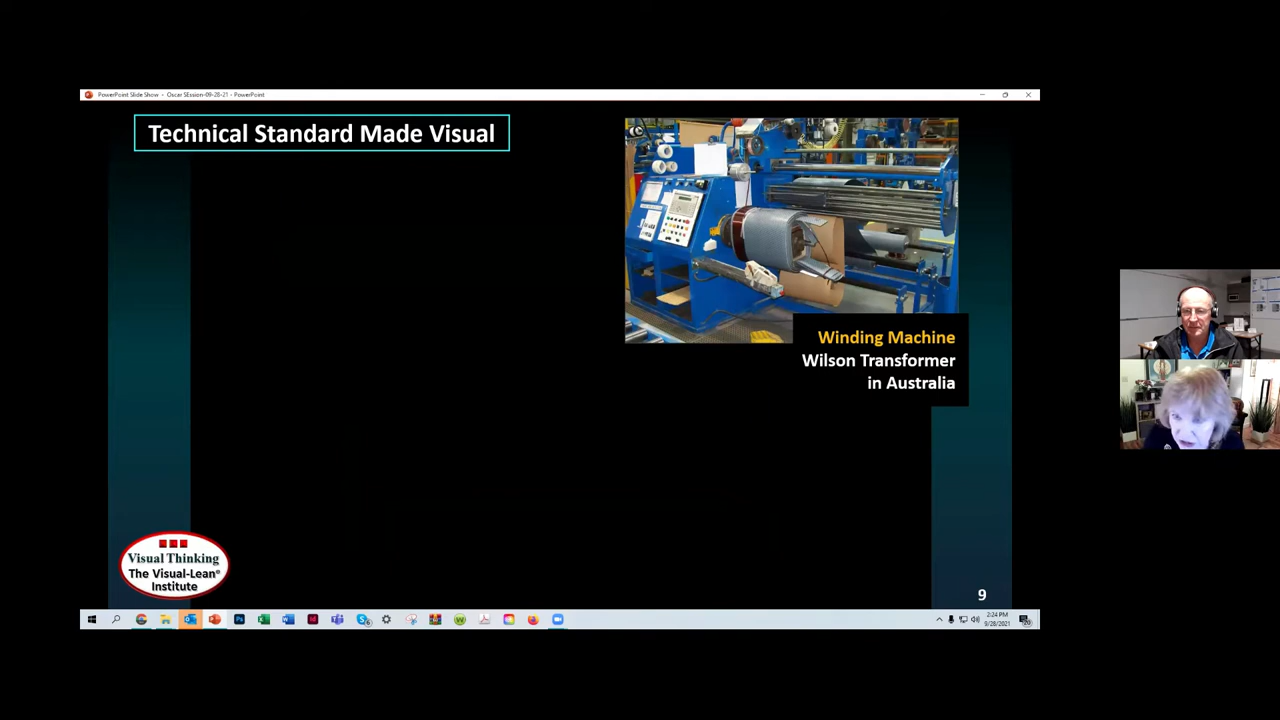 PowerPoint Slide Show - Oscar SEssion-09-28-21 - PowerPoint
Technical Standard Made Visual
Winding Machine
Wilson Transformer
in Australia
Visual Thinking
The Visual-Lean®
Institute
9
2:24 PM
9/28/2021